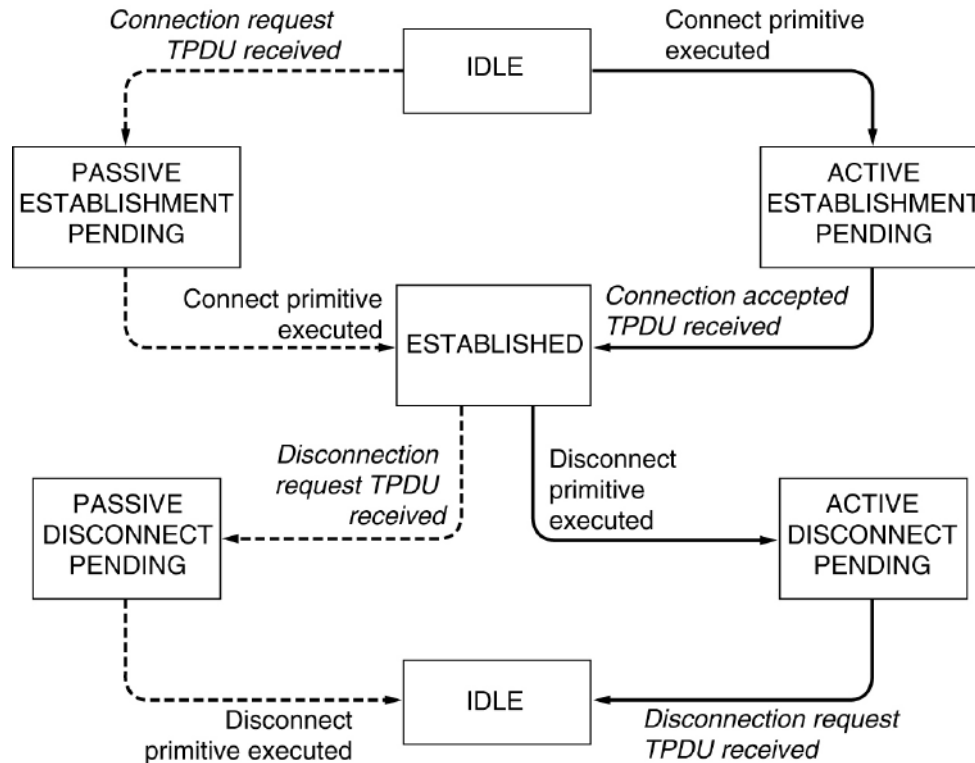 Connection request
TPDU received
IDLE
Connect primitive
executed
PASSIVE
ESTABLISHMENT
PENDING
ACTIVE
ESTABLISHMENT
PENDING
Connect primitive
executed
ESTABLISHED
Connection accepted
TPDU received
Disconnection
request TPDU
received
Disconnect
primitive
executed
PASSIVE
DISCONNECT
PENDING
ACTIVE
DISCONNECT
PENDING
IDLE
Disconnect
primitive executed
Disconnection request
TPDU received